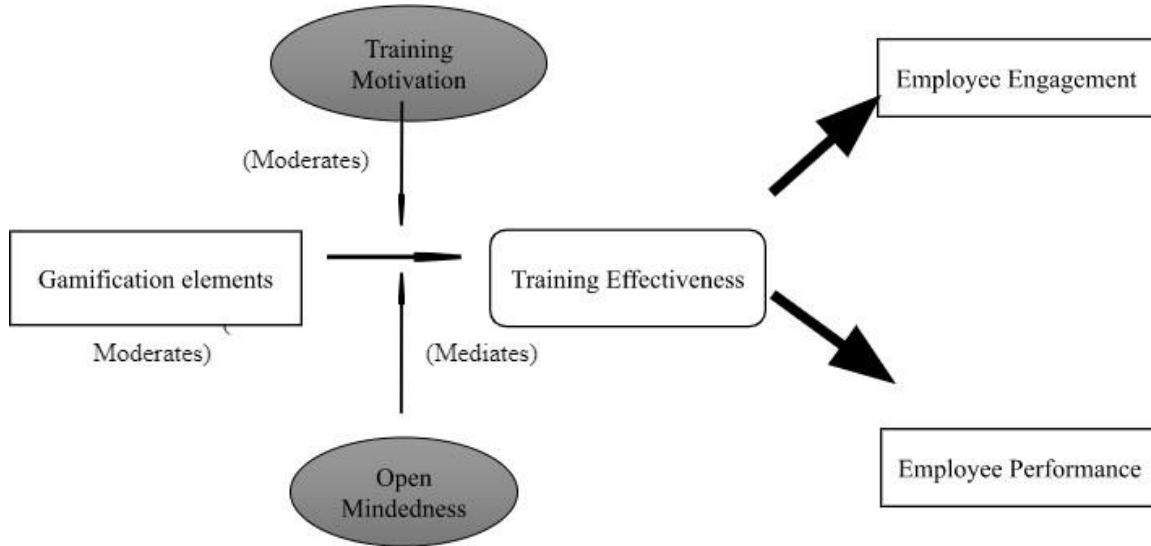 Training
Motivation
Employee Engagement
(Moderates)
Gamification elements
Training Effectiveness
(
Moderates)
(Mediates)
Open
Mindedness
Employee Performance